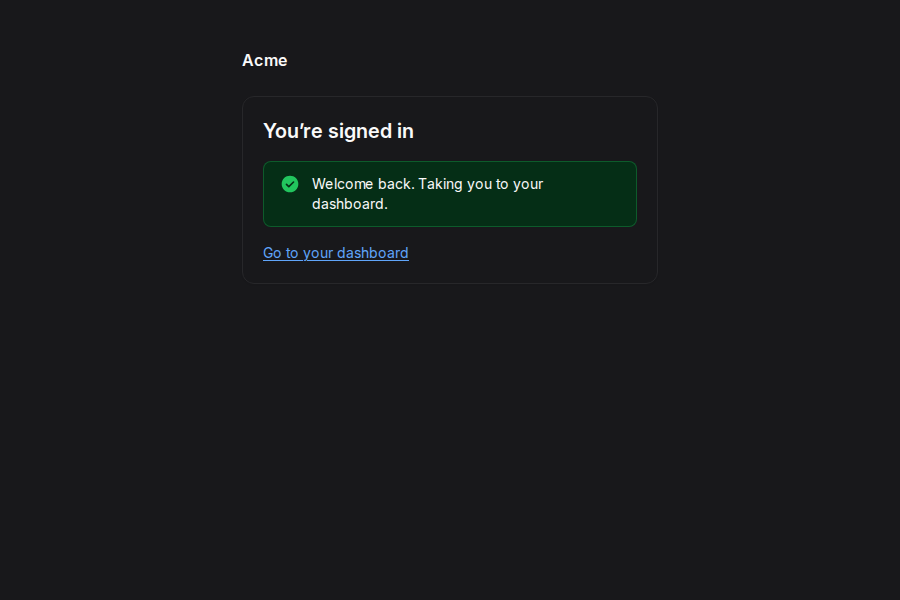 Acme
You’re signed in
Welcome back. Taking you to your
dashboard.
Go to your dashboard